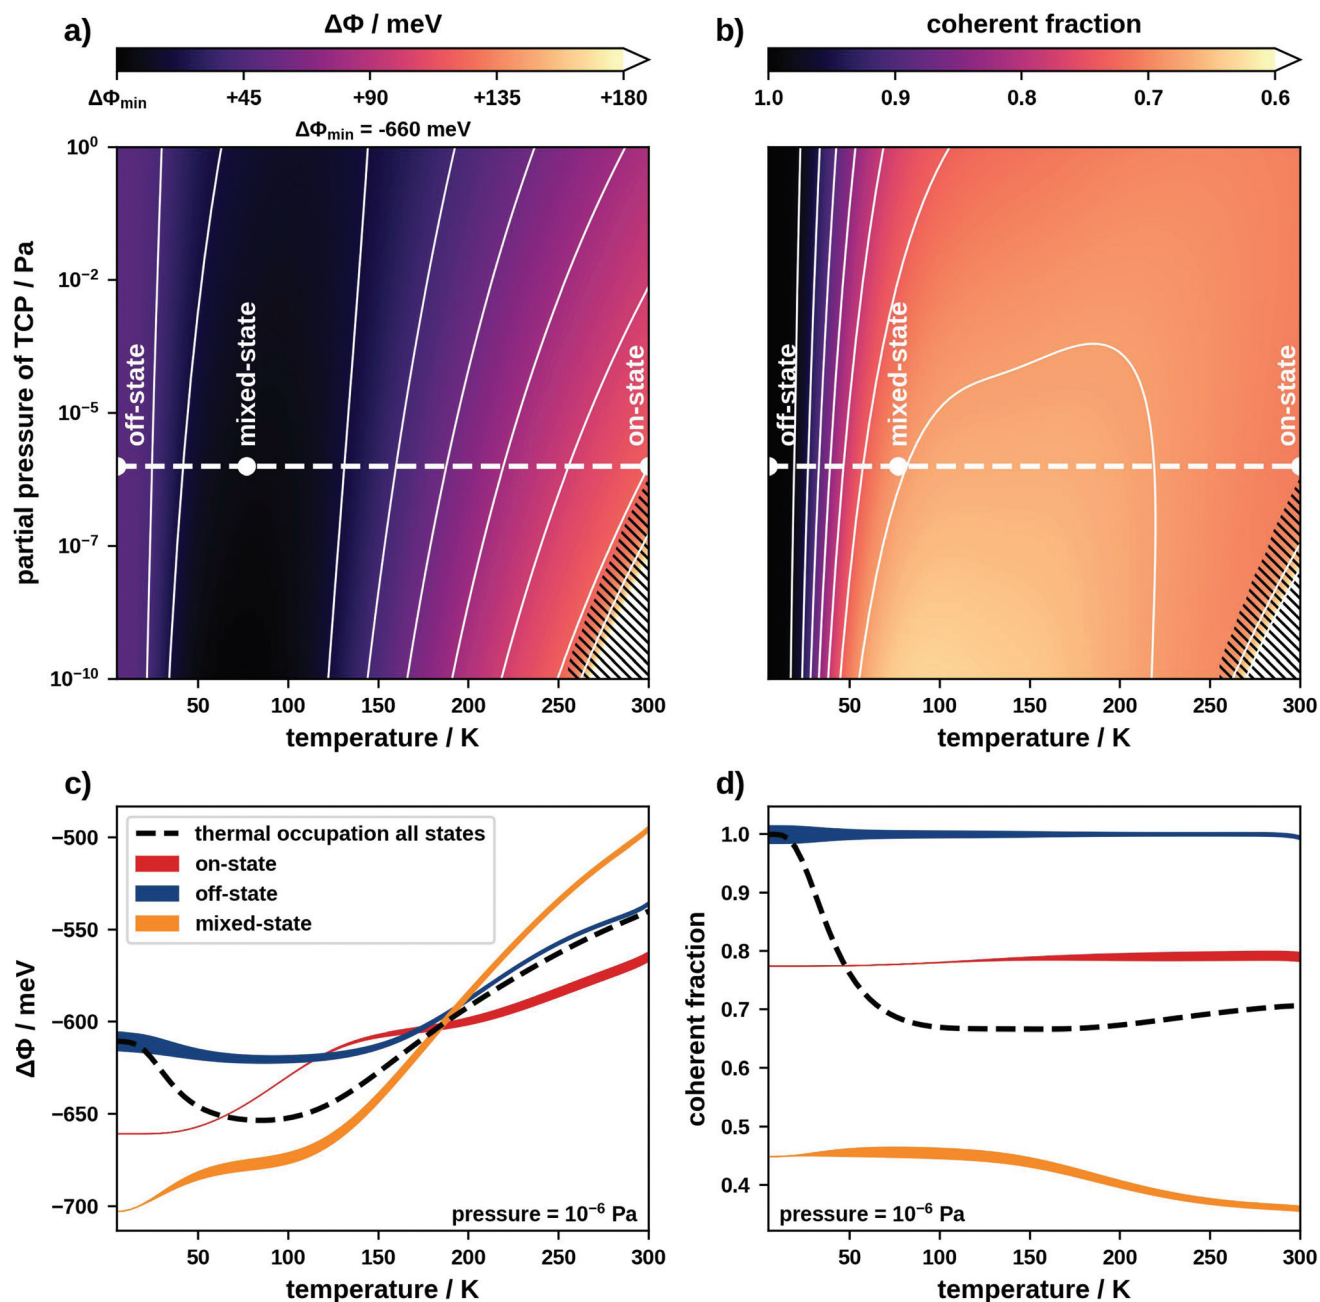 a)
ΔΦ / meV
ΔΦmin +45 +90 +135 +180
ΔΦmin = -660 meV
partial pressure of TCP / Pa
10⁰
10⁻²
10⁻⁵
10⁻⁷
10⁻¹⁰
off-state
mixed-state
on-state
50 100 150 200 250 300
temperature / K
b)
coherent fraction
1.0 0.9 0.8 0.7 0.6
off-state
mixed-state
on-state
50 100 150 200 250 300
temperature / K
c)
ΔΦ / meV
−500
−550
−600
−650
−700
thermal occupation all states
on-state
off-state
mixed-state
pressure = 10⁻⁶ Pa
50 100 150 200 250 300
temperature / K
d)
coherent fraction
1.0
0.9
0.8
0.7
0.6
0.5
0.4
pressure = 10⁻⁶ Pa
50 100 150 200 250 300
temperature / K